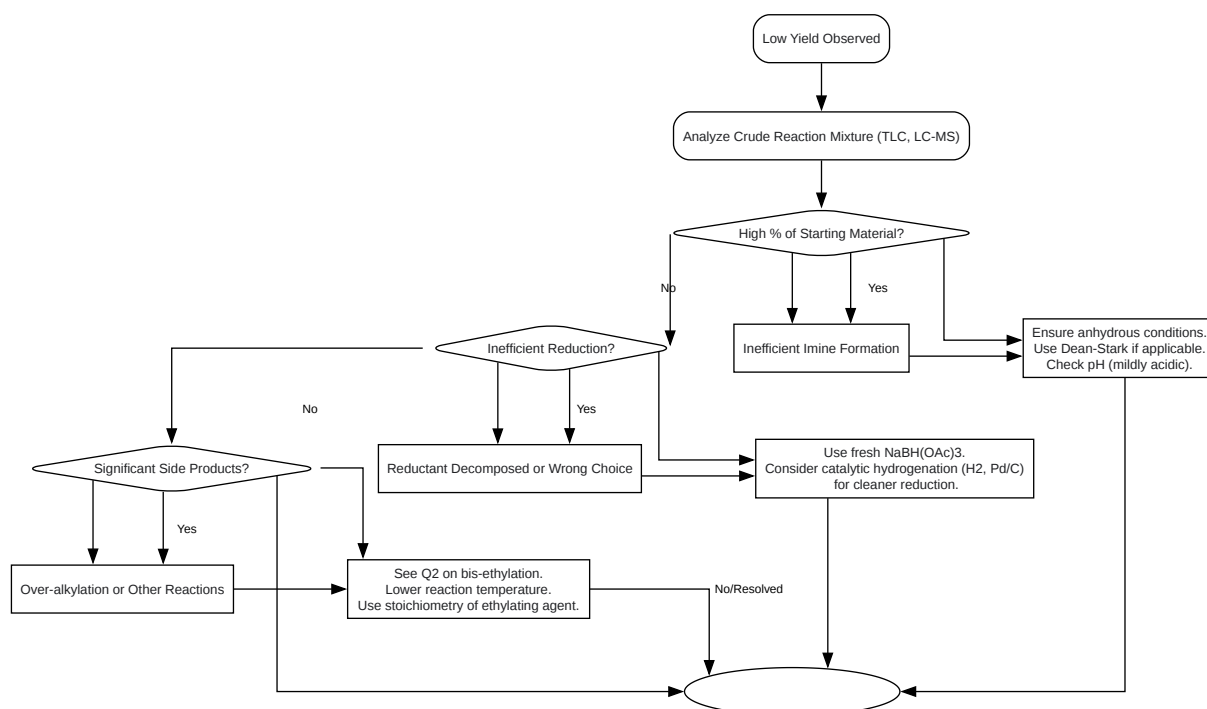 Low Yield Observed
Analyze Crude Reaction Mixture (TLC, LC-MS)
High % of Starting Material?
No
Yes
Inefficient Imine Formation
Ensure anhydrous conditions.
Use Dean-Stark if applicable.
Check pH (mildly acidic).
Inefficient Reduction?
No
Yes
Reductant Decomposed or Wrong Choice
Use fresh NaBH(OAc)3.
Consider catalytic hydrogenation (H2, Pd/C)
for cleaner reduction.
Significant Side Products?
Yes
Over-alkylation or Other Reactions
See Q2 on bis-ethylation.
Lower reaction temperature.
Use stoichiometry of ethylating agent.
No/Resolved